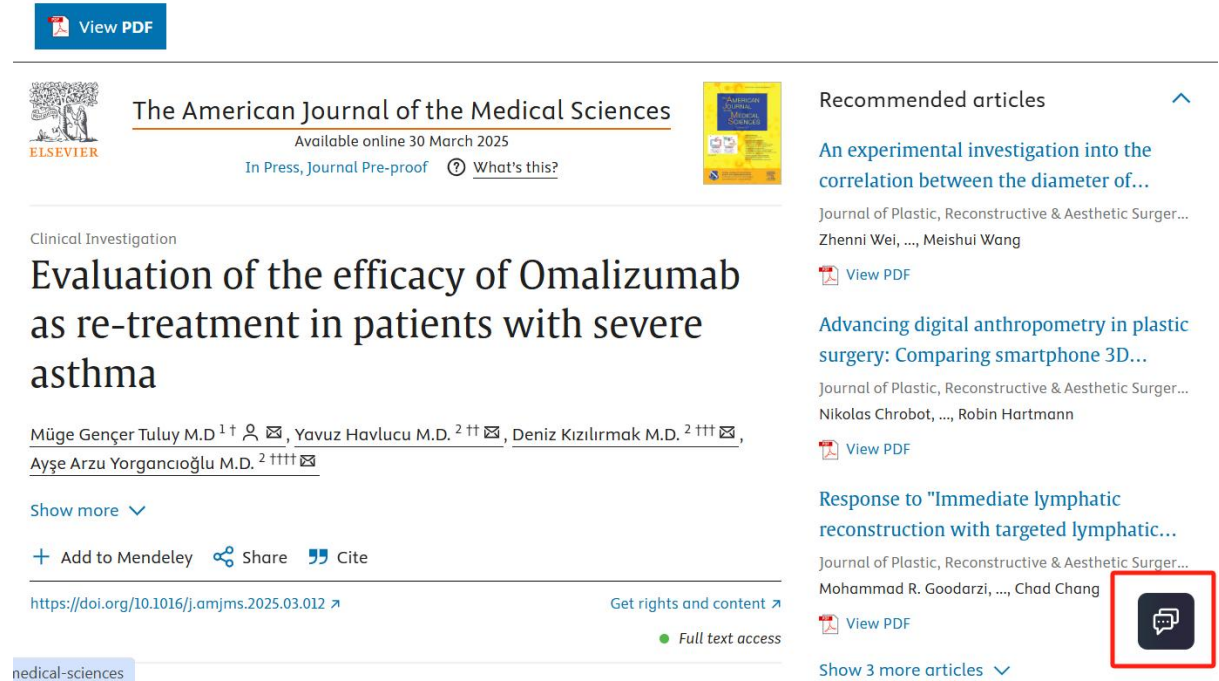 View PDF
ELSEVIER
The American Journal of the Medical Sciences
Available online 30 March 2025
In Press, Journal Pre-proof ? What's this?
Clinical Investigation
Evaluation of the efficacy of Omalizumab
as re-treatment in patients with severe
asthma
Müge Gençer Tuluy M.D 1 † , Yavuz Havlucu M.D. 2 †† , Deniz Kızılırmak M.D. 2 ††† ,
Ayşe Arzu Yorgancıoğlu M.D. 2 ††††
Show more
+ Add to Mendeley Share Cite
https://doi.org/10.1016/j.amjms.2025.03.012 ↗ Get rights and content ↗
Full text access
medical-sciences
Recommended articles
An experimental investigation into the
correlation between the diameter of…
Journal of Plastic, Reconstructive & Aesthetic Surger...
Zhenni Wei, ..., Meishui Wang
View PDF
Advancing digital anthropometry in plastic
surgery: Comparing smartphone 3D…
Journal of Plastic, Reconstructive & Aesthetic Surger...
Nikolas Chrobot, ..., Robin Hartmann
View PDF
Response to "Immediate lymphatic
reconstruction with targeted lymphatic…
Journal of Plastic, Reconstructive & Aesthetic Surger...
Mohammad R. Goodarzi, ..., Chad Chang
View PDF
Show 3 more articles